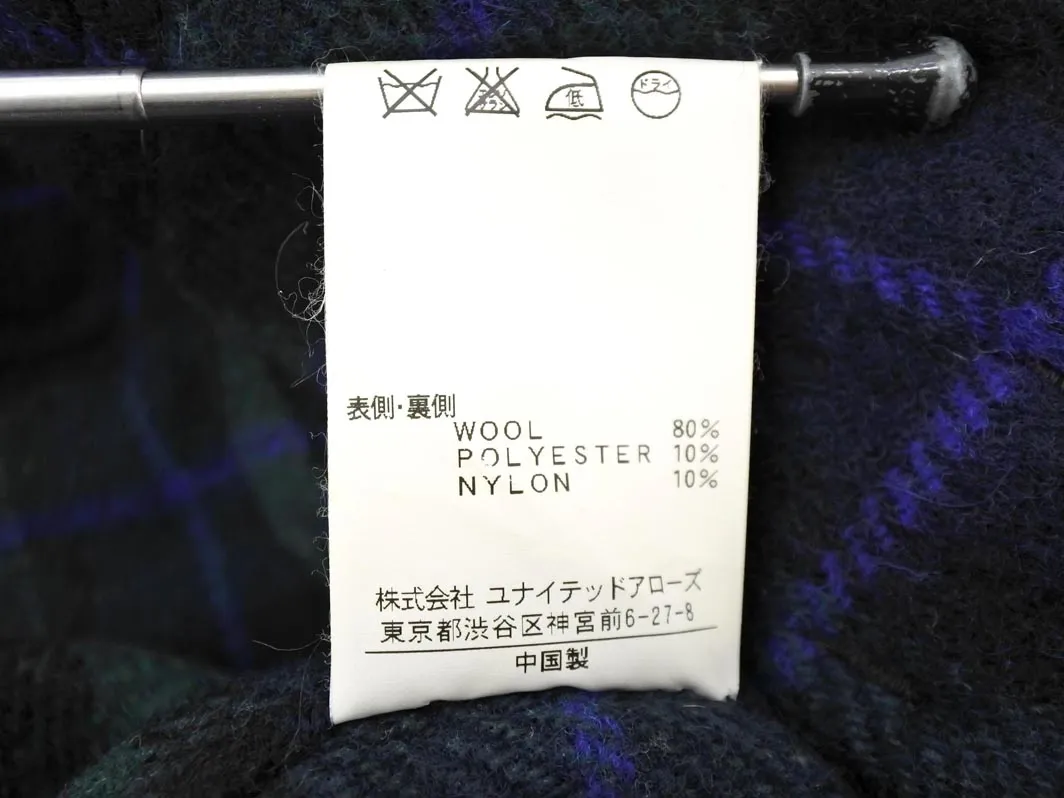 低 ドライ
表側・裏側
WOOL 80%
POLYESTER 10%
NYLON 10%
株式会社 ユナイテッドアローズ
東京都渋谷区神宮前6-27-8
中国製